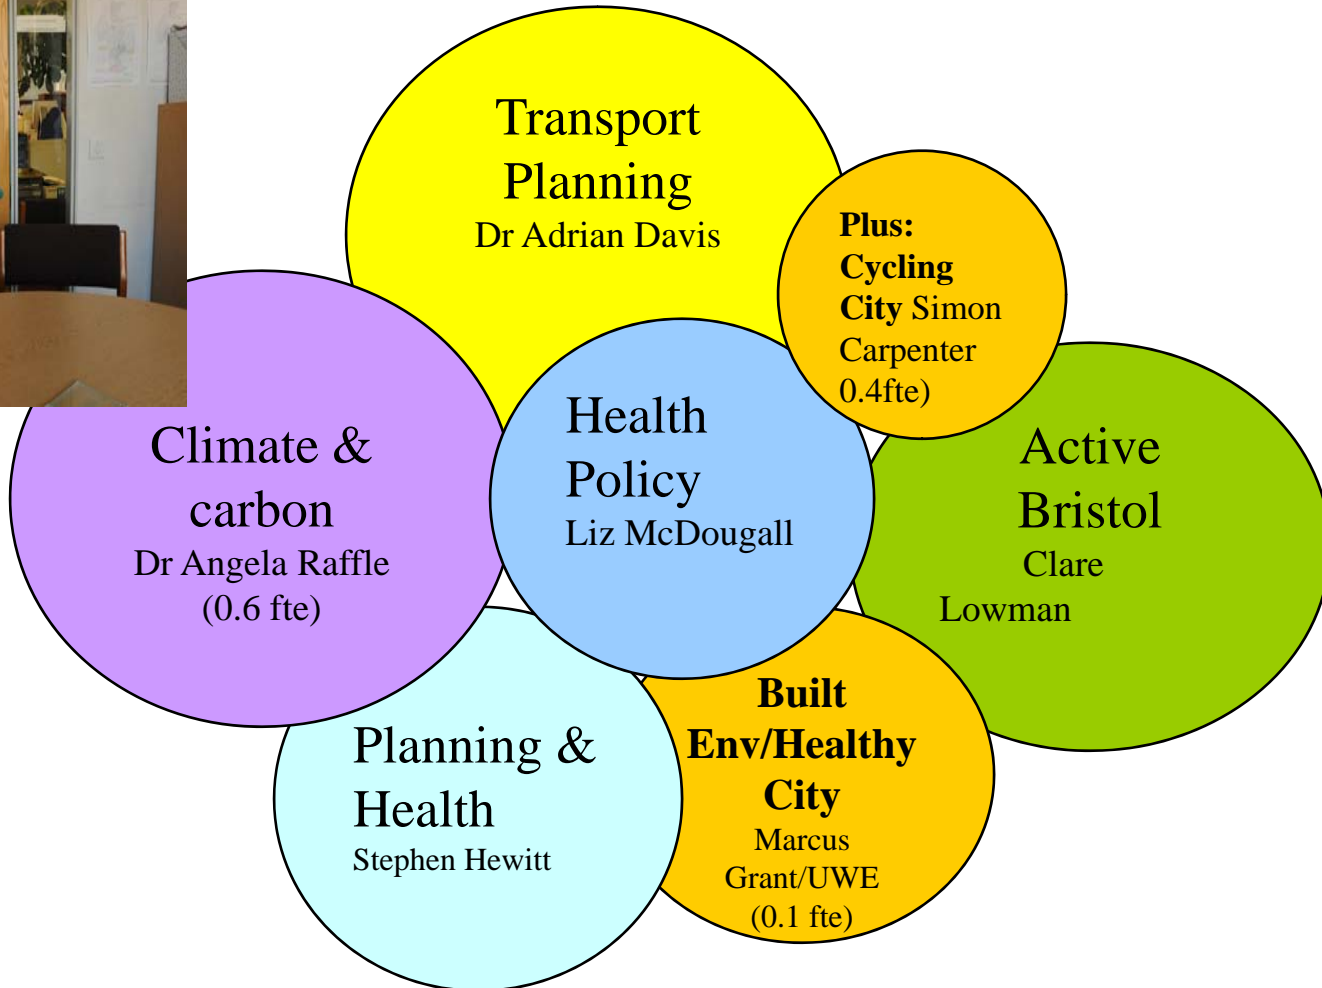 Transport
Planning
Dr Adrian Davis
Plus:
Cycling
City Simon
Carpenter
0.4fte)
Climate &
carbon
Dr Angela Raffle
(0.6 fte)
Health
Policy
Liz McDougall
Active
Bristol
Clare
Lowman
Planning &
Health
Stephen Hewitt
Built
Env/Healthy
City
Marcus
Grant/UWE
(0.1 fte)